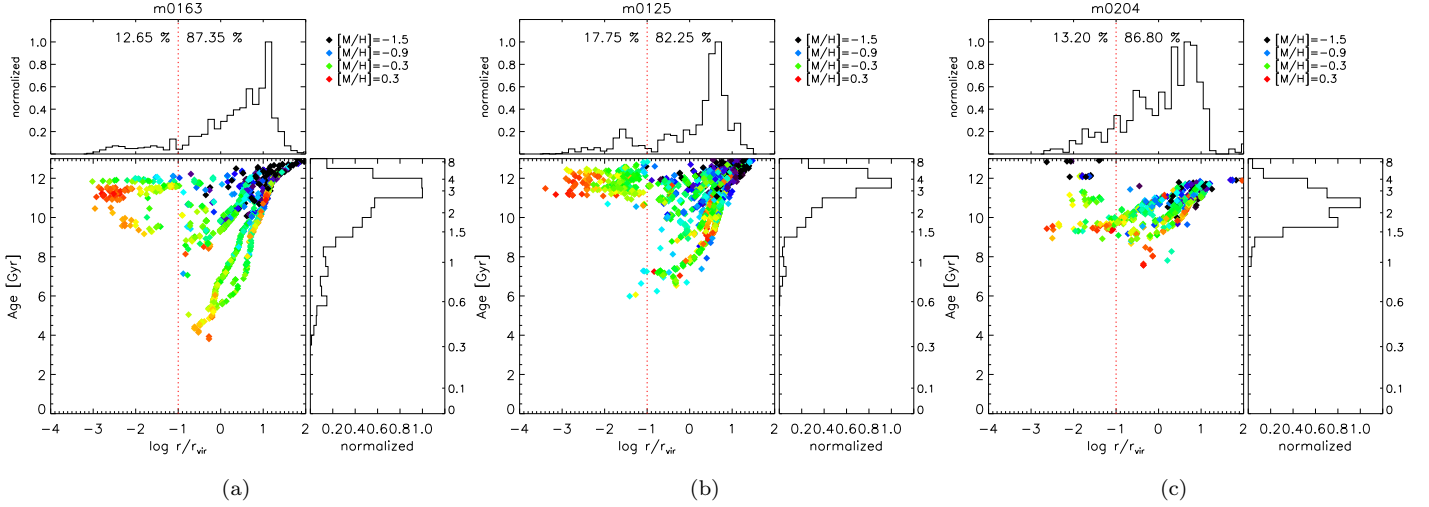 m0163
12.65 % 87.35 %
[M/H]=−1.5
[M/H]=−0.9
[M/H]=−0.3
[M/H]=0.3
normalized
1.0
0.8
0.6
0.4
0.2
Age [Gyr]
12
10
8
6
4
2
0
8
4
3
2
1.5
1
0.6
0.3
0.1
0
−4 −3 −2 −1 0 1 2
0.20.40.60.81.0
log r/rvir
normalized
(a)
m0125
17.75 % 82.25 %
[M/H]=−1.5
[M/H]=−0.9
[M/H]=−0.3
[M/H]=0.3
normalized
1.0
0.8
0.6
0.4
0.2
Age [Gyr]
12
10
8
6
4
2
0
8
4
3
2
1.5
1
0.6
0.3
0.1
0
−4 −3 −2 −1 0 1 2
0.20.40.60.81.0
log r/rvir
normalized
(b)
m0204
13.20 % 86.80 %
[M/H]=−1.5
[M/H]=−0.9
[M/H]=−0.3
[M/H]=0.3
normalized
1.0
0.8
0.6
0.4
0.2
Age [Gyr]
12
10
8
6
4
2
0
8
4
3
2
1.5
1
0.6
0.3
0.1
0
−4 −3 −2 −1 0 1 2
0.20.40.60.81.0
log r/rvir
normalized
(c)